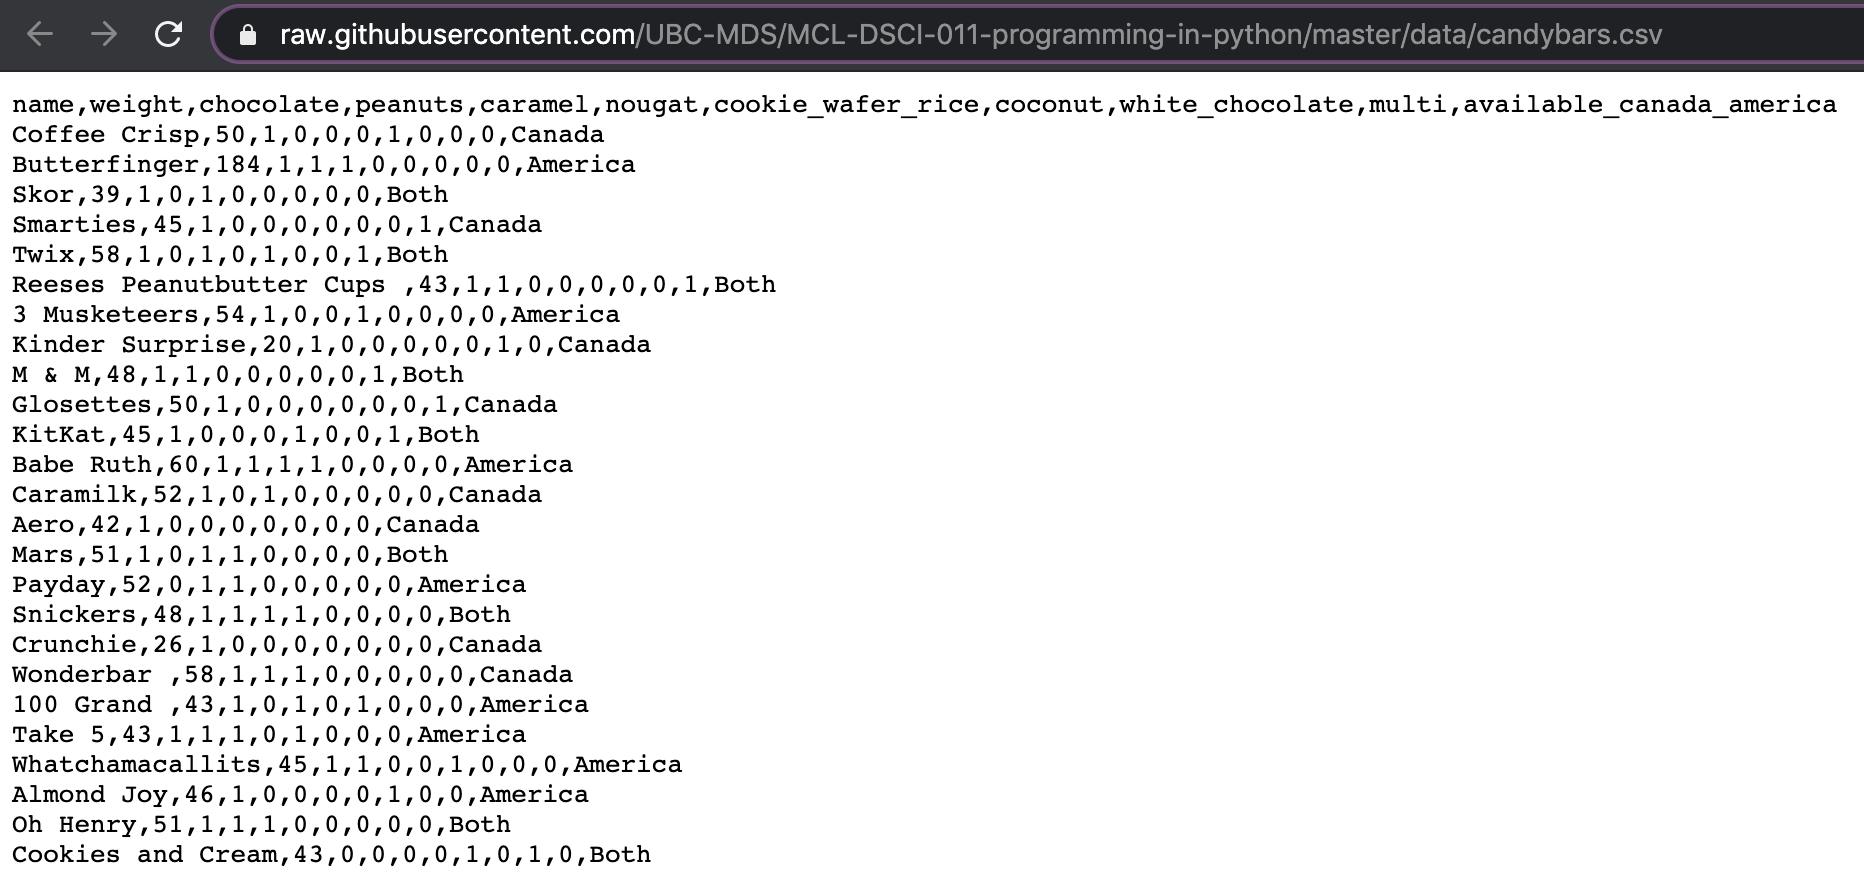 raw.githubusercontent.com/UBC-MDS/MCL-DSCI-011-programming-in-python/master/data/candybars.csv
name,weight,chocolate,peanuts,caramel,nougat,cookie_wafer_rice,coconut,white_chocolate,multi,available_canada_america
Coffee Crisp,50,1,0,0,0,1,0,0,0,Canada
Butterfinger,184,1,1,1,0,0,0,0,0,America
Skor,39,1,0,1,0,0,0,0,0,Both
Smarties,45,1,0,0,0,0,0,0,1,Canada
Twix,58,1,0,1,0,1,0,0,1,Both
Reeses Peanutbutter Cups ,43,1,1,0,0,0,0,0,1,Both
3 Musketeers,54,1,0,0,1,0,0,0,0,America
Kinder Surprise,20,1,0,0,0,0,0,1,0,Canada
M & M,48,1,1,0,0,0,0,0,1,Both
Glosettes,50,1,0,0,0,0,0,0,1,Canada
KitKat,45,1,0,0,0,1,0,0,1,Both
Babe Ruth,60,1,1,1,1,0,0,0,0,America
Caramilk,52,1,0,1,0,0,0,0,0,Canada
Aero,42,1,0,0,0,0,0,0,0,Canada
Mars,51,1,0,1,1,0,0,0,0,Both
Payday,52,0,1,1,0,0,0,0,0,America
Snickers,48,1,1,1,1,0,0,0,0,Both
Crunchie,26,1,0,0,0,0,0,0,0,Canada
Wonderbar ,58,1,1,1,0,0,0,0,0,Canada
100 Grand ,43,1,0,1,0,1,0,0,0,America
Take 5,43,1,1,1,0,1,0,0,0,America
Whatchamacallits,45,1,1,0,0,1,0,0,0,America
Almond Joy,46,1,0,0,0,0,1,0,0,America
Oh Henry,51,1,1,1,0,0,0,0,0,Both
Cookies and Cream,43,0,0,0,0,1,0,1,0,Both